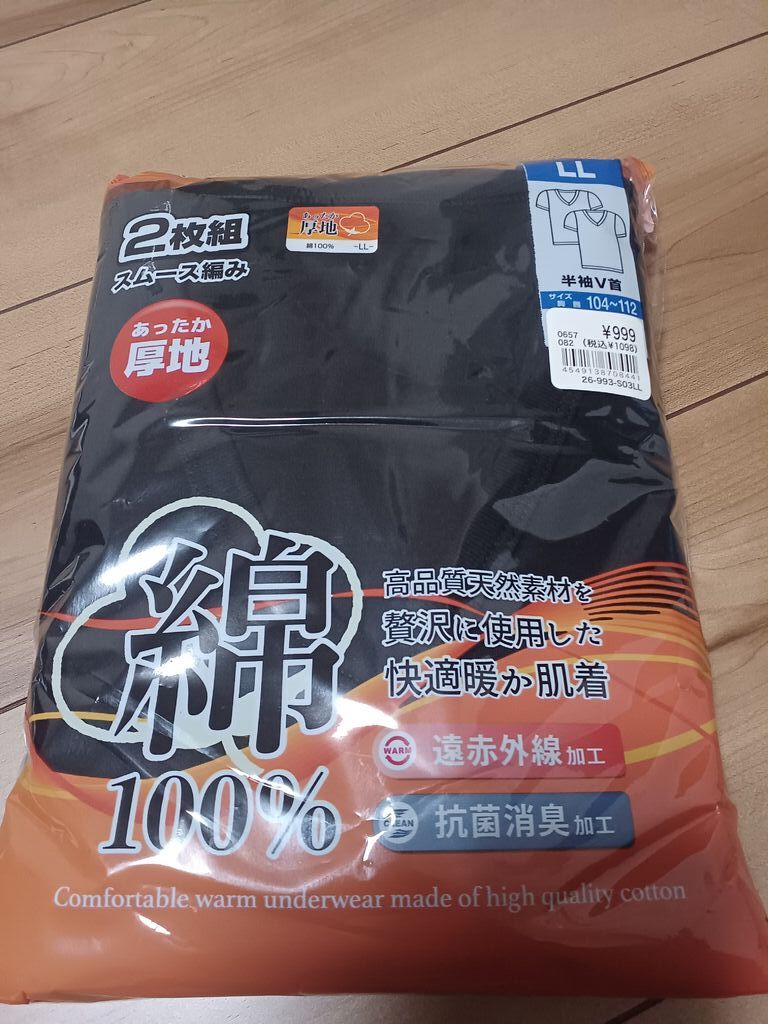 2枚組
スムース編み
あったか
厚地
あったか
厚地
綿100%
-LL-
LL
半袖V首
サイズ
胸囲 104~112
¥999
0657
082 (税込¥1098)
4549138708441
26-993-S03LL
綿
100%
高品質天然素材を
贅沢に使用した
快適暖か肌着
WARM
遠赤外線加工
CLEAN
抗菌消臭加工
Comfortable warm underwear made of high quality cotton